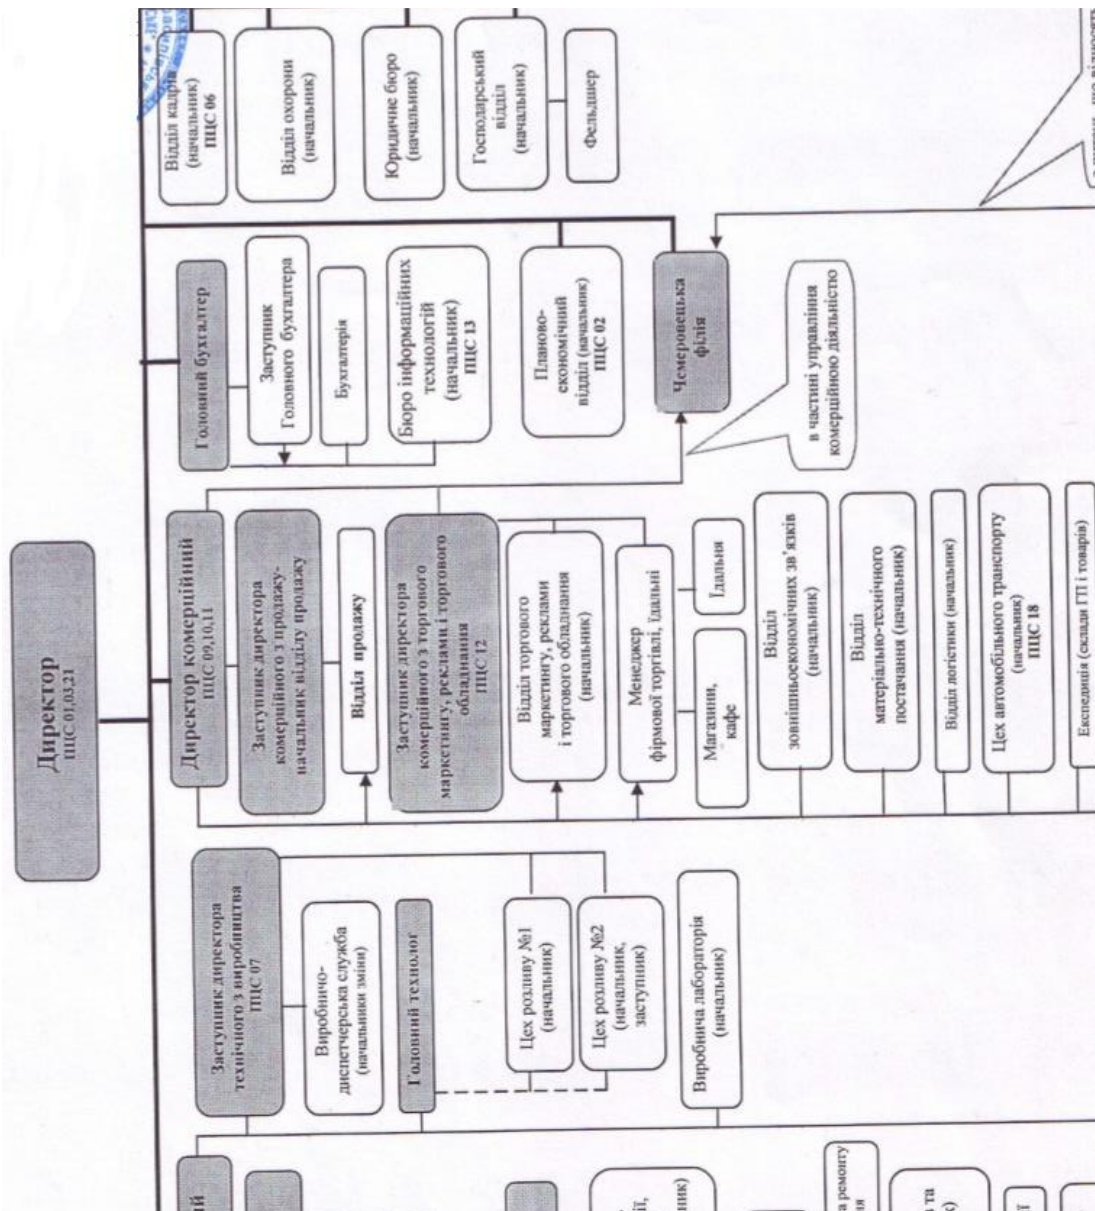 Директор
ПЦС 01,03,21
Заступник директора
технічного з виробництва
ПЦС 07
Виробничо-
диспетчерська служба
(начальники зміни)
Головний технолог
Цех розливу №1
(начальник)
Цех розливу №2
(начальник,
заступник)
Виробнича лабораторія
(начальник)
Директор комерційний
ПЦС 09,10,11
Заступник директора
комерційного з продажу-
начальник відділу продажу
Відділ продажу
Заступник директора
комерційного з торгового
маркетингу, реклами і торгового
обладнання
ПЦС 12
Відділ торгового
маркетингу, реклами
і торгового обладнання
(начальник)
Менеджер
фірмової торгівлі, їдальні
Магазини,
кафе
Їдальня
Відділ
зовнішньоекономічних зв’язків
(начальник)
Відділ
матеріально-технічного
постачання (начальник)
Відділ логістики (начальник)
Цех автомобільного транспорту
(начальник)
ПЦС 18
Експедиція (склади ГП і товарів)
Головний бухгалтер
Заступник
Головного бухгалтера
Бухгалтерія
Бюро інформаційних
технологій
(начальник)
ПЦС 13
Планово-
економічний
відділ (начальник)
ПЦС 02
Чемеровецька
філія
в частині управління
комерційною діяльністю
Відділ кадрів
(начальник)
ПЦС 06
Відділ охорони
(начальник)
Юридичне бюро
(начальник)
Господарський
відділ
(начальник)
Фельдшер
ремонту